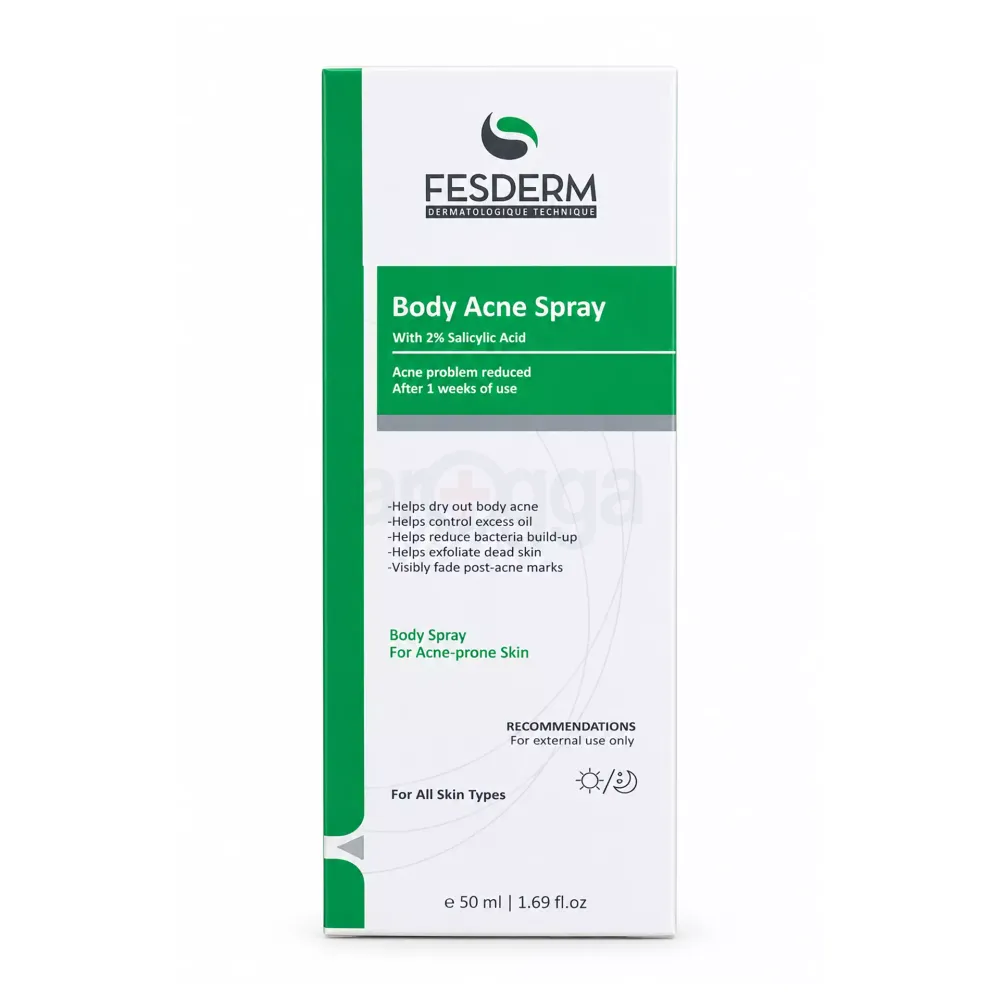 FESDERM
DERMATOLOGIQUE TECHNIQUE
Body Acne Spray
With 2% Salicylic Acid
Acne problem reduced
After 1 weeks of use
arogga
-Helps dry out body acne
-Helps control excess oil
-Helps reduce bacteria build-up
-Helps exfoliate dead skin
-Visibly fade post-acne marks
Body Spray
For Acne-prone Skin
RECOMMENDATIONS
For external use only
For All Skin Types
e 50 ml | 1.69 fl.oz